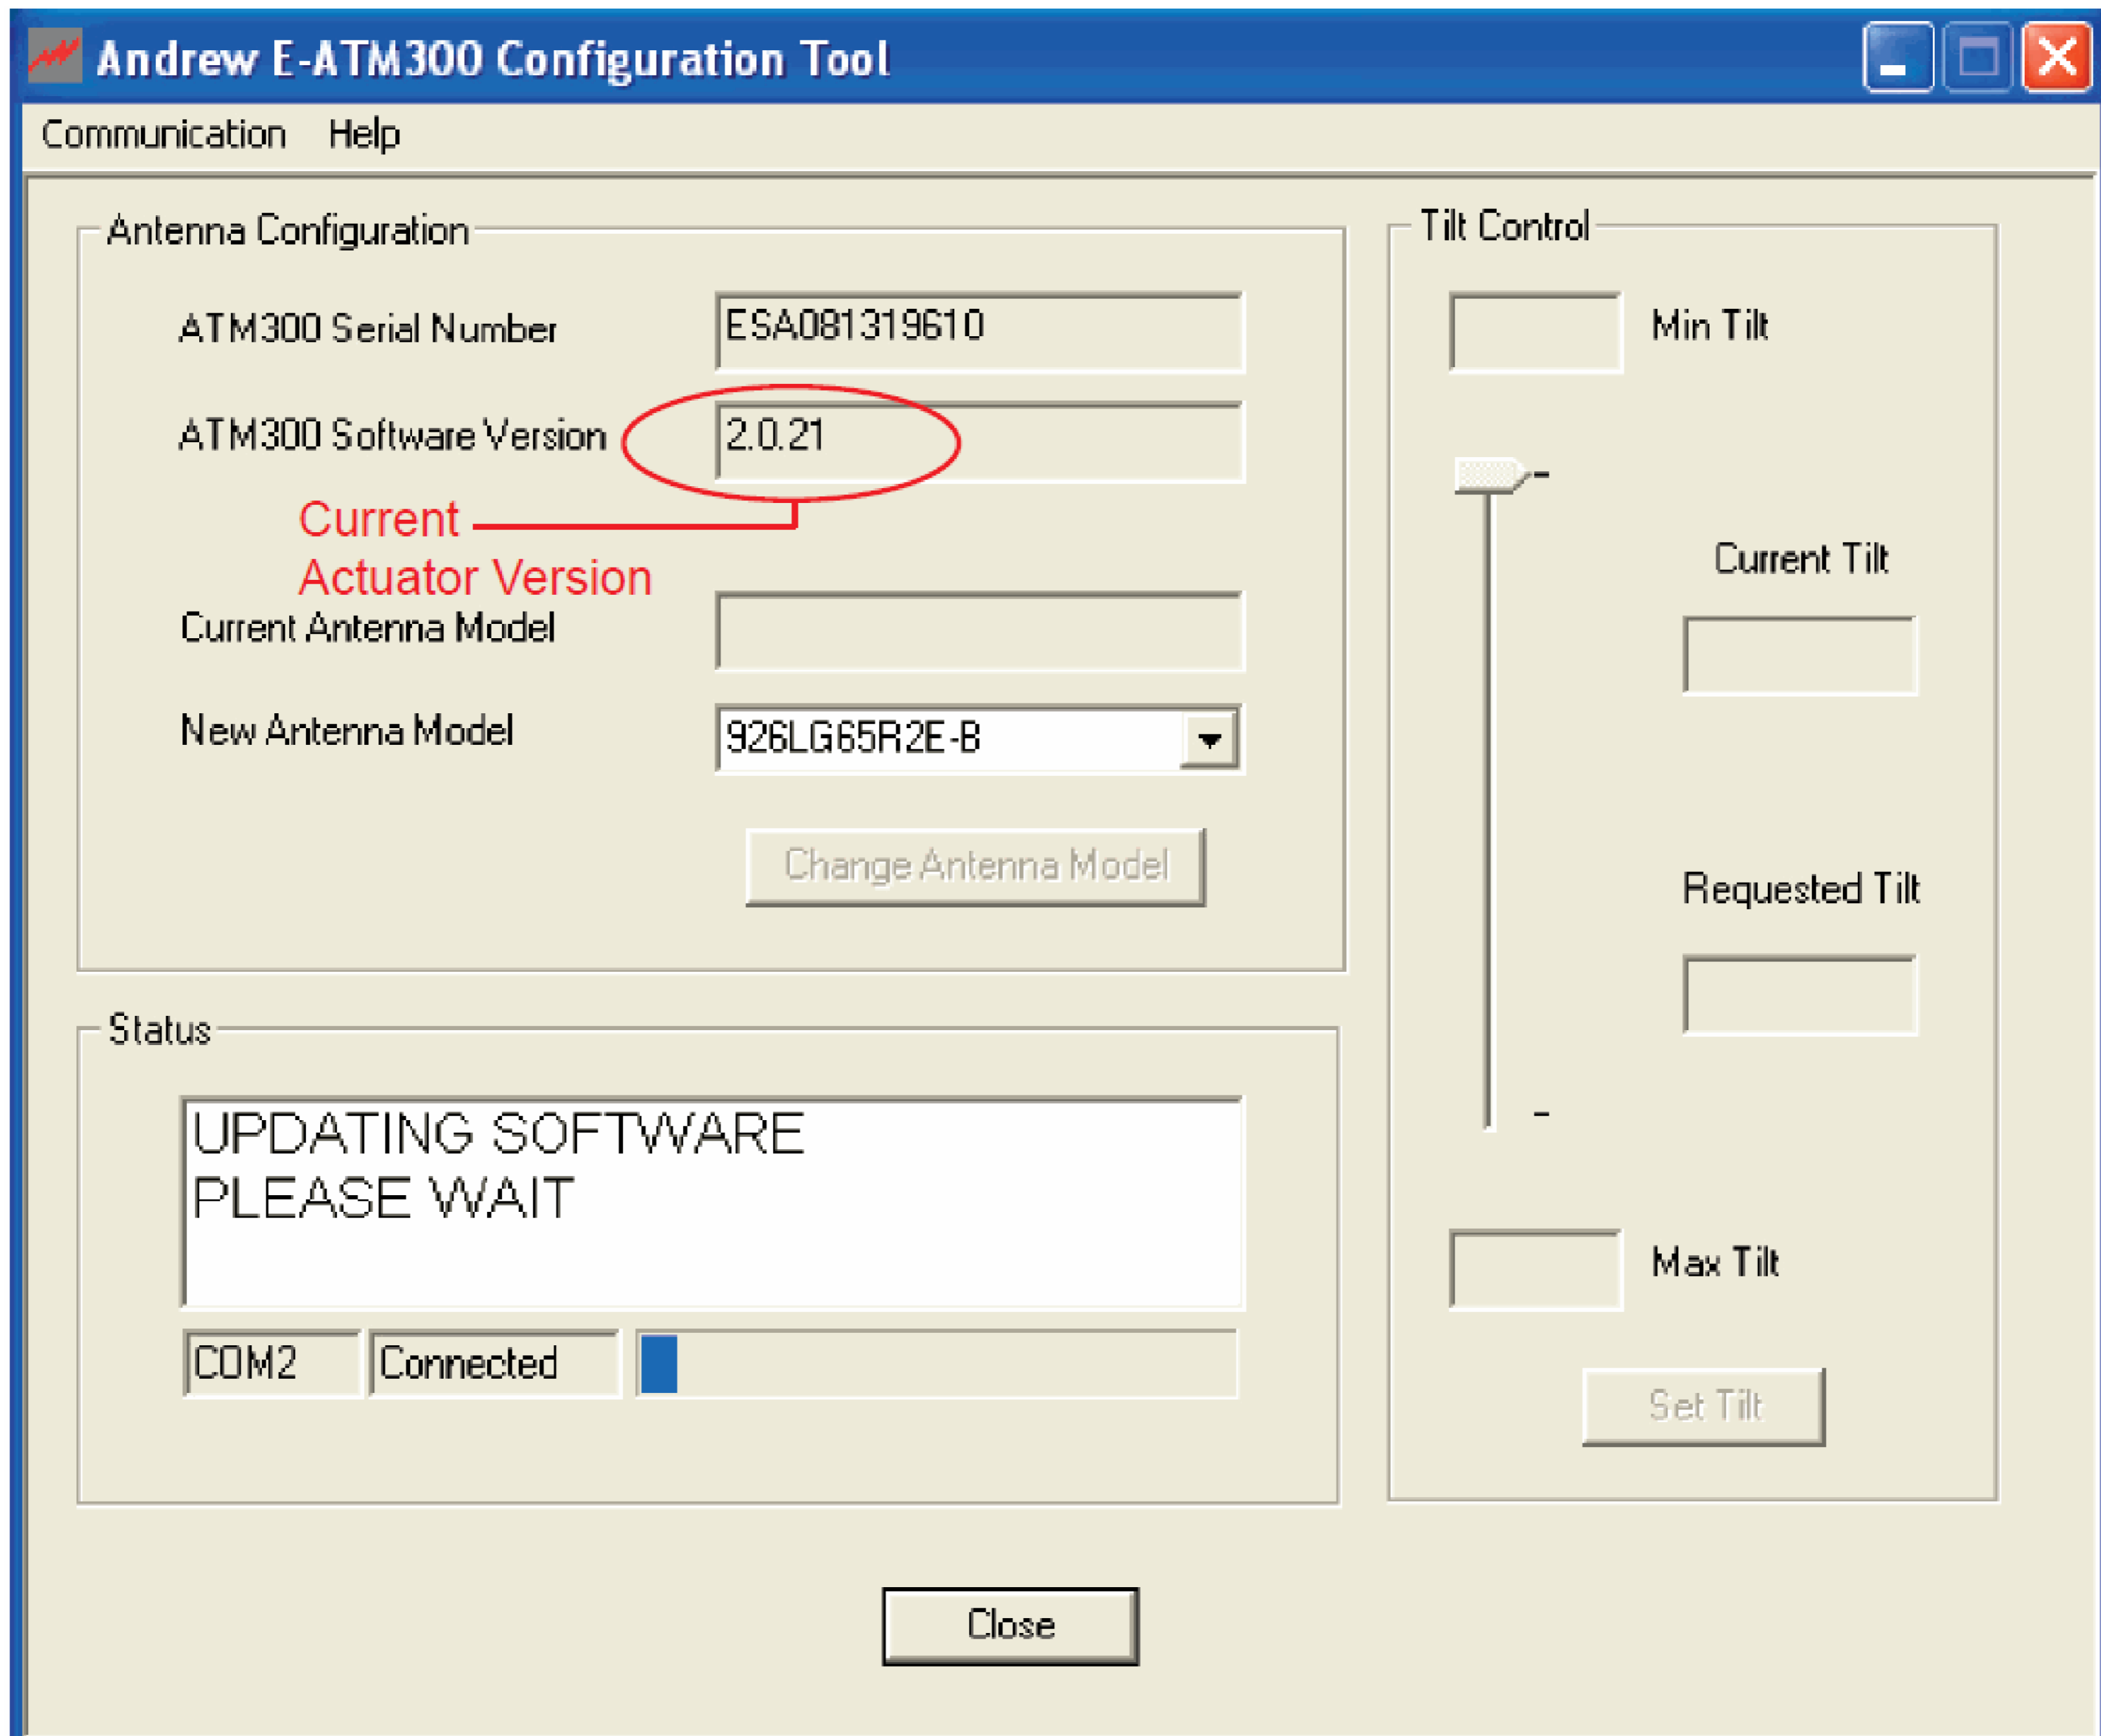 Andrew E-ATM300 Configuration Tool
Communication Help
Antenna Configuration
ATM300 Serial Number ESA081319610
ATM300 Software Version 2.0.21
Current
Actuator Version
Current Antenna Model
New Antenna Model 926LG65R2E-B
Change Antenna Model
Status
UPDATING SOFTWARE
PLEASE WAIT
COM2 Connected
Tilt Control
Min Tilt
Current Tilt
Requested Tilt
Max Tilt
Set Tilt
Close